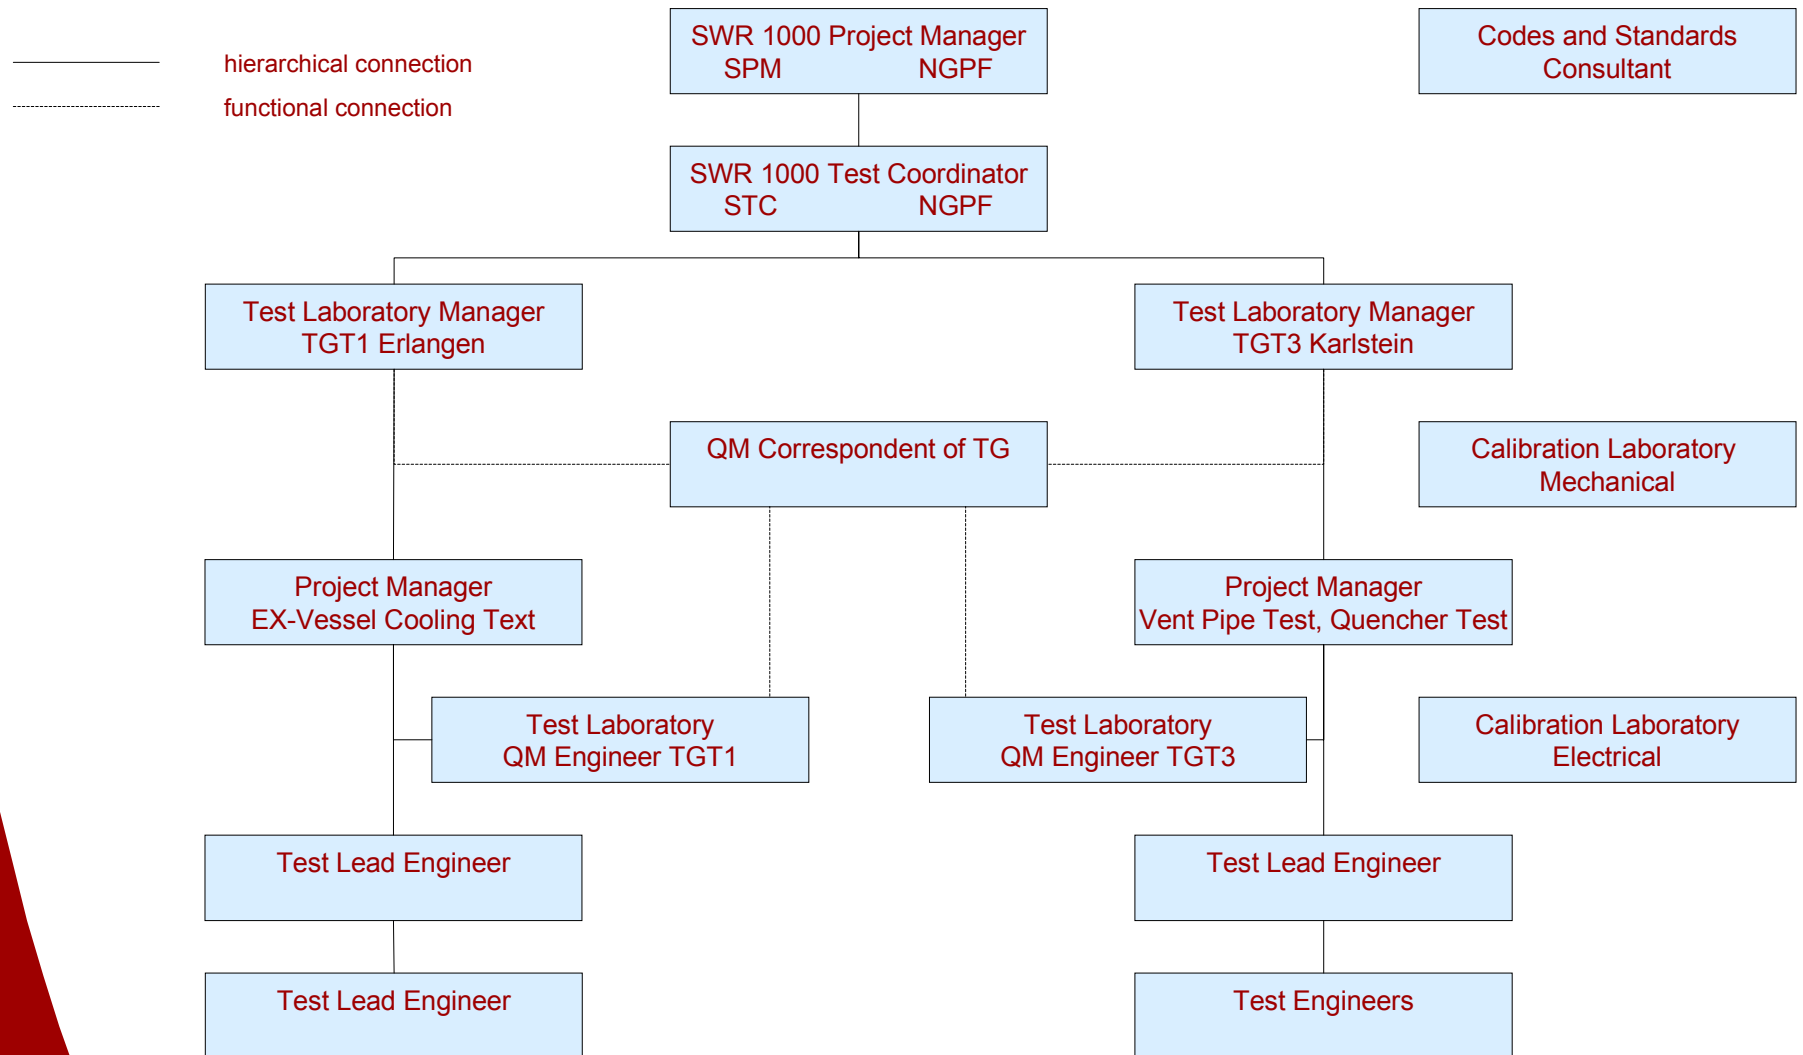 hierarchical connection
functional connection
SWR 1000 Project Manager
SPM NGPF
Codes and Standards
Consultant
SWR 1000 Test Coordinator
STC NGPF
Test Laboratory Manager
TGT1 Erlangen
Test Laboratory Manager
TGT3 Karlstein
QM Correspondent of TG
Calibration Laboratory
Mechanical
Project Manager
EX-Vessel Cooling Text
Project Manager
Vent Pipe Test, Quencher Test
Test Laboratory
QM Engineer TGT1
Test Laboratory
QM Engineer TGT3
Calibration Laboratory
Electrical
Test Lead Engineer
Test Lead Engineer
Test Lead Engineer
Test Engineers